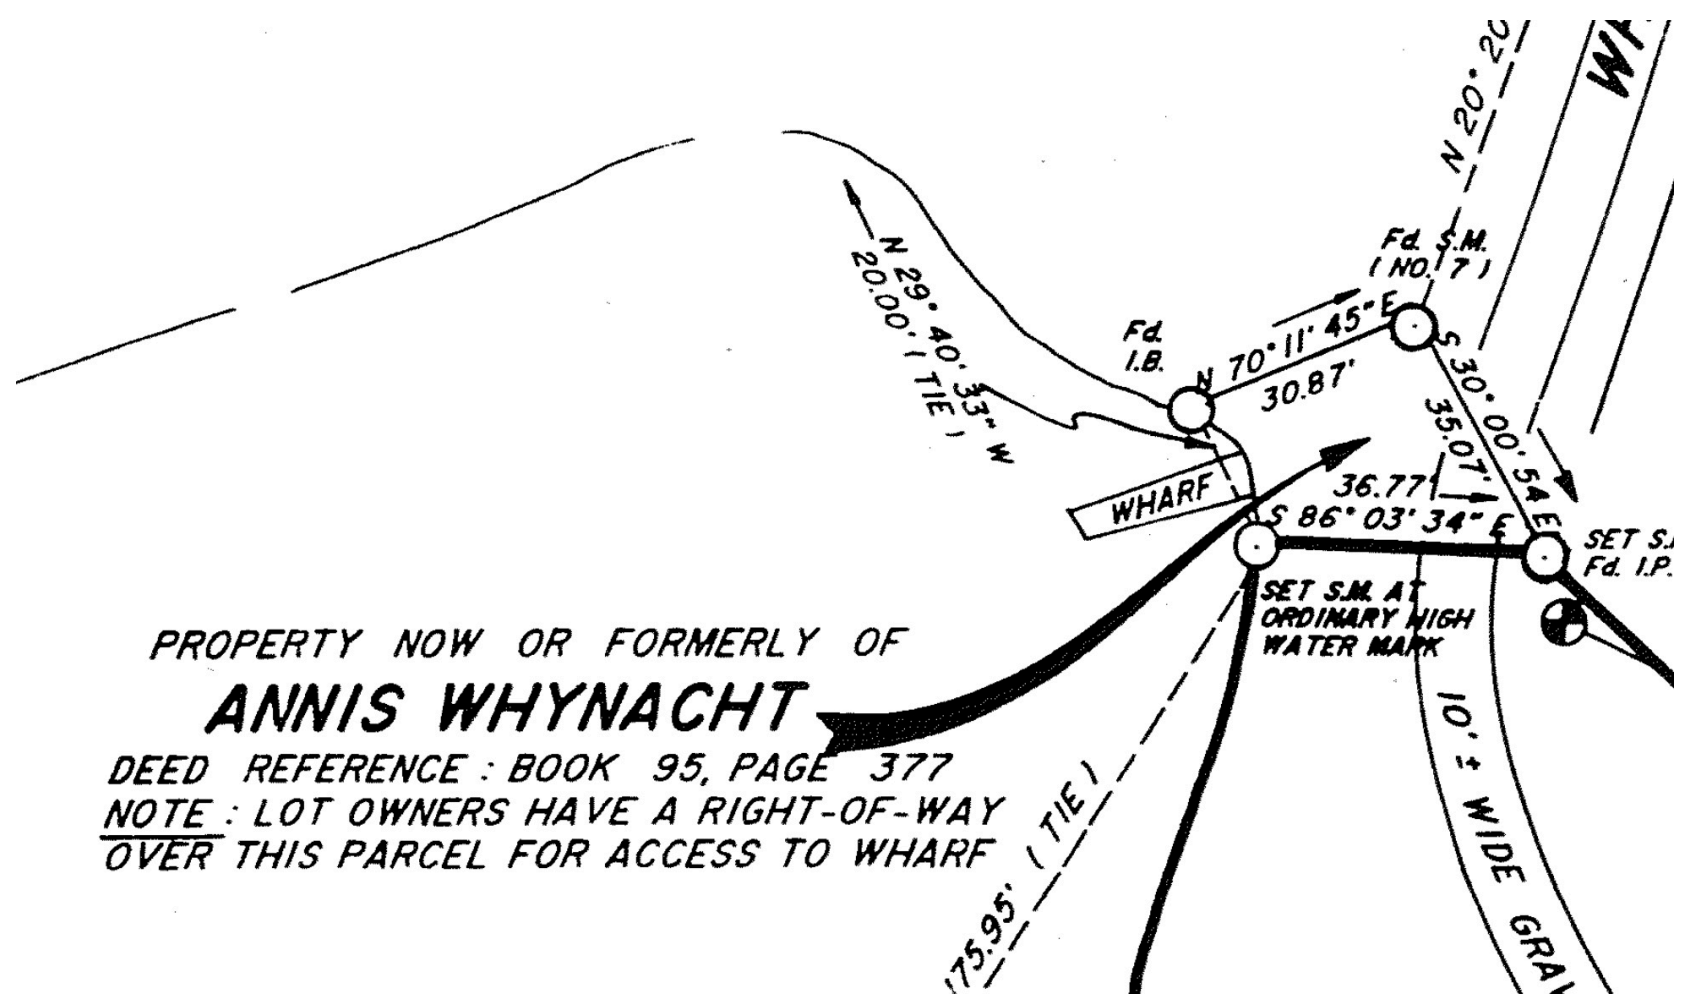 N 20° 20
WH
Fd. S.M.
( NO. 7 )
N 29° 40' 33" W
20.00' ( TIE )
Fd.
I.B.
N 70° 11' 45" E
30.87'
S 30° 00' 54 E
35.07'
WHARF
36.77'
S 86° 03' 34" E
SET S.
Fd. I.P.
SET S.M. AT
ORDINARY HIGH
WATER MARK
PROPERTY NOW OR FORMERLY OF
ANNIS WHYNACHT
DEED REFERENCE : BOOK 95, PAGE 377
NOTE : LOT OWNERS HAVE A RIGHT-OF-WAY
OVER THIS PARCEL FOR ACCESS TO WHARF
75.95' ( TIE )
10' ± WIDE GRAV